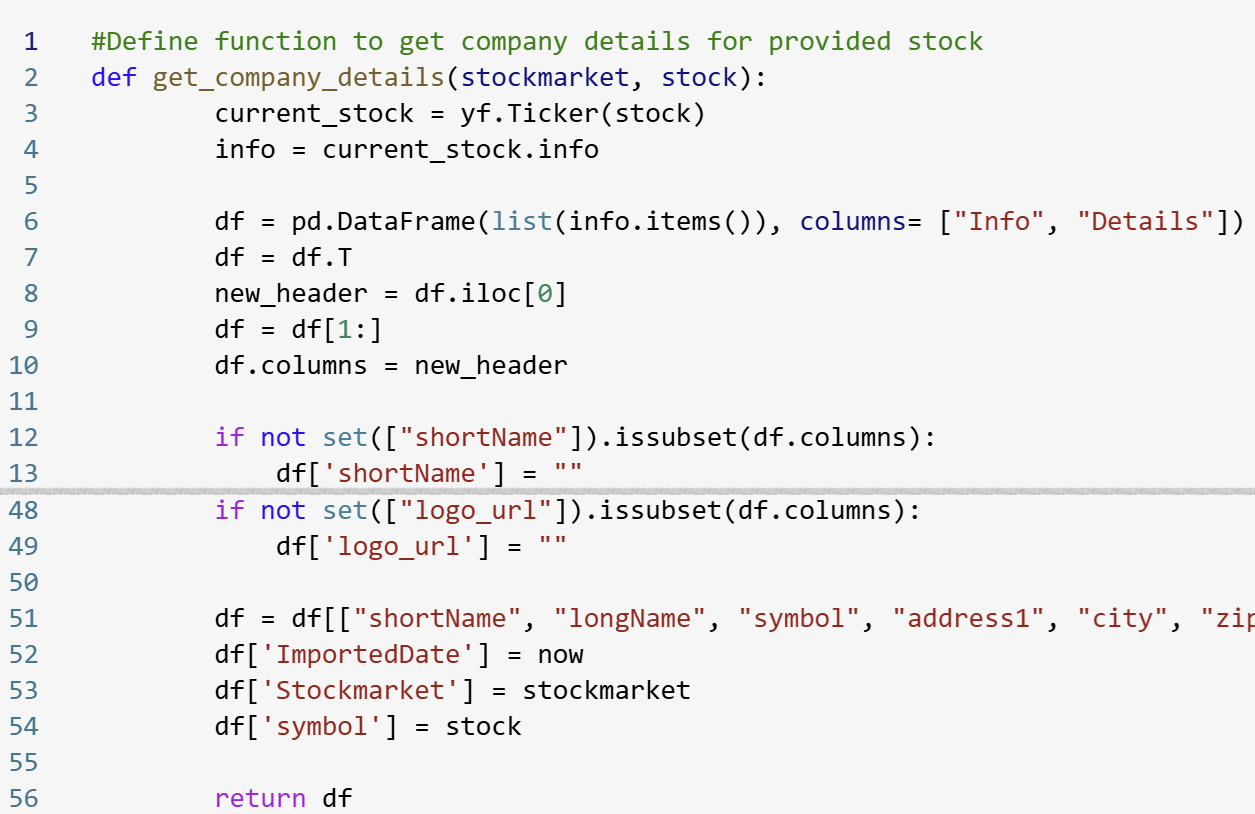 1 #Define function to get company details for provided stock
2 def get_company_details(stockmarket, stock):
3 current_stock = yf.Ticker(stock)
4 info = current_stock.info
5
6 df = pd.DataFrame(list(info.items()), columns= ["Info", "Details"])
7 df = df.T
8 new_header = df.iloc[0]
9 df = df[1:]
10 df.columns = new_header
11
12 if not set(["shortName"]).issubset(df.columns):
13 df['shortName'] = ""
48 if not set(["logo_url"]).issubset(df.columns):
49 df['logo_url'] = ""
50
51 df = df[["shortName", "longName", "symbol", "address1", "city", "zip
52 df['ImportedDate'] = now
53 df['Stockmarket'] = stockmarket
54 df['symbol'] = stock
55
56 return df